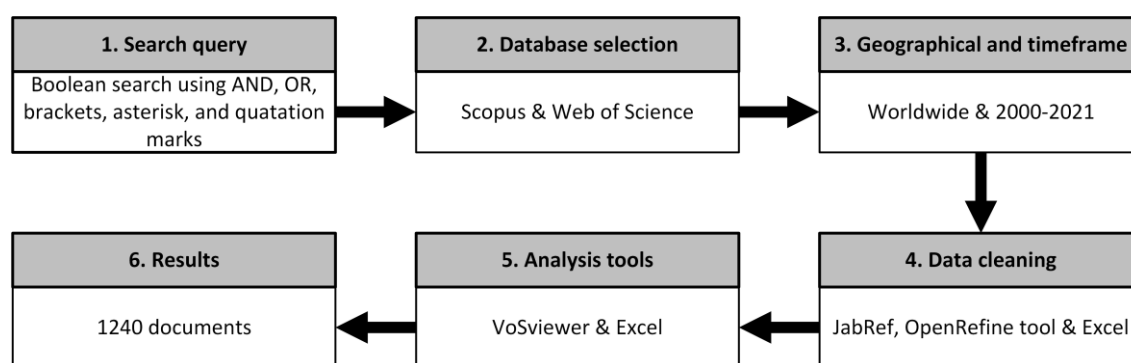 1. Search query
Boolean search using AND, OR,
brackets, asterisk, and quatation
marks
2. Database selection
Scopus & Web of Science
3. Geographical and timeframe
Worldwide & 2000-2021
4. Data cleaning
JabRef, OpenRefine tool & Excel
5. Analysis tools
VoSviewer & Excel
6. Results
1240 documents